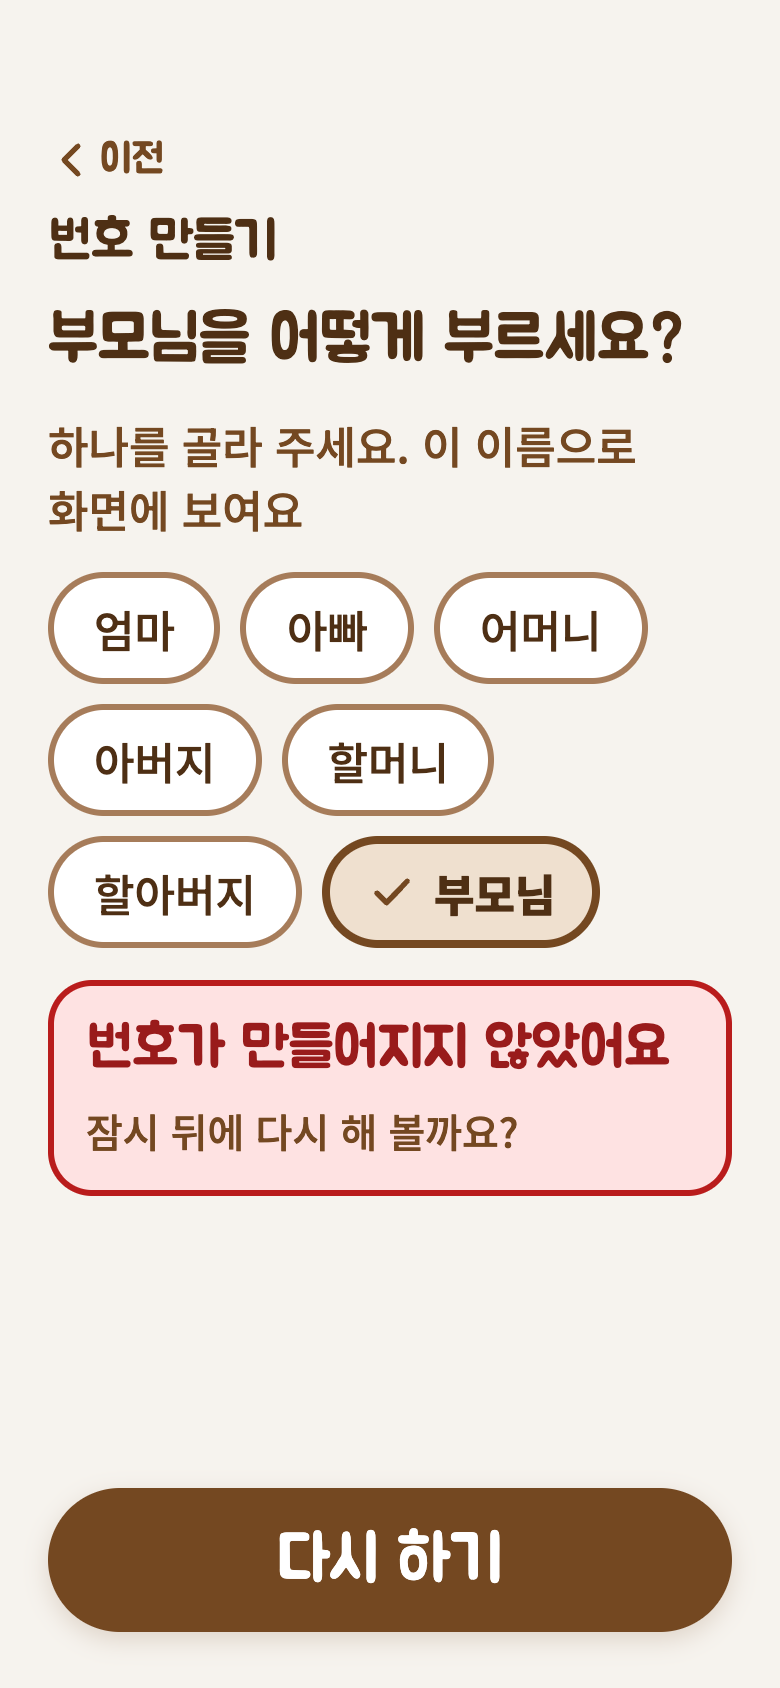 이전
번호 만들기
부모님을 어떻게 부르세요?
하나를 골라 주세요. 이 이름으로
화면에 보여요
엄마 아빠 어머니
아버지 할머니
할아버지 부모님
번호가 만들어지지 않았어요
잠시 뒤에 다시 해 볼까요?
다시 하기